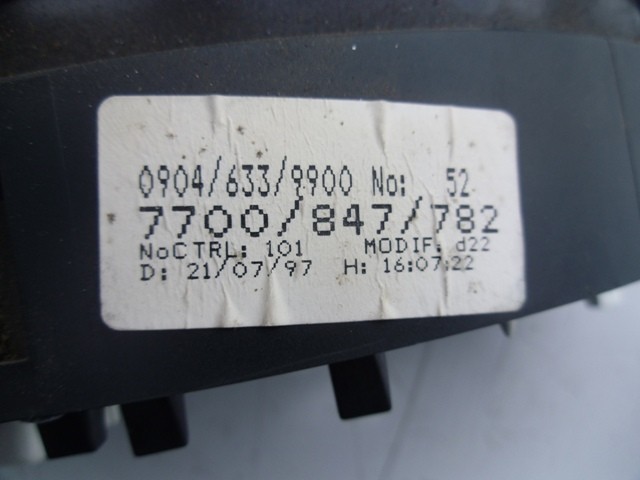 0904/633/9900 No: 52
7700/847/782
NoCTRL: 101 MODIF: d22
D: 21/07/97 H: 16:07:22